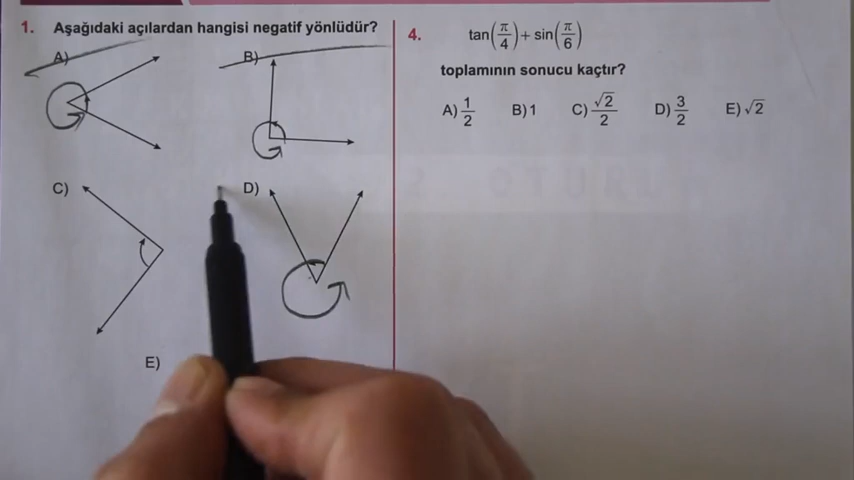 1. Aşağıdaki açılardan hangisi negatif yönlüdür?
A)
B)
C)
D)
E)
4. tan(π/4) + sin(π/6)
toplamının sonucu kaçtır?
A) 1/2 B) 1 C) √2/2 D) 3/2 E) √2